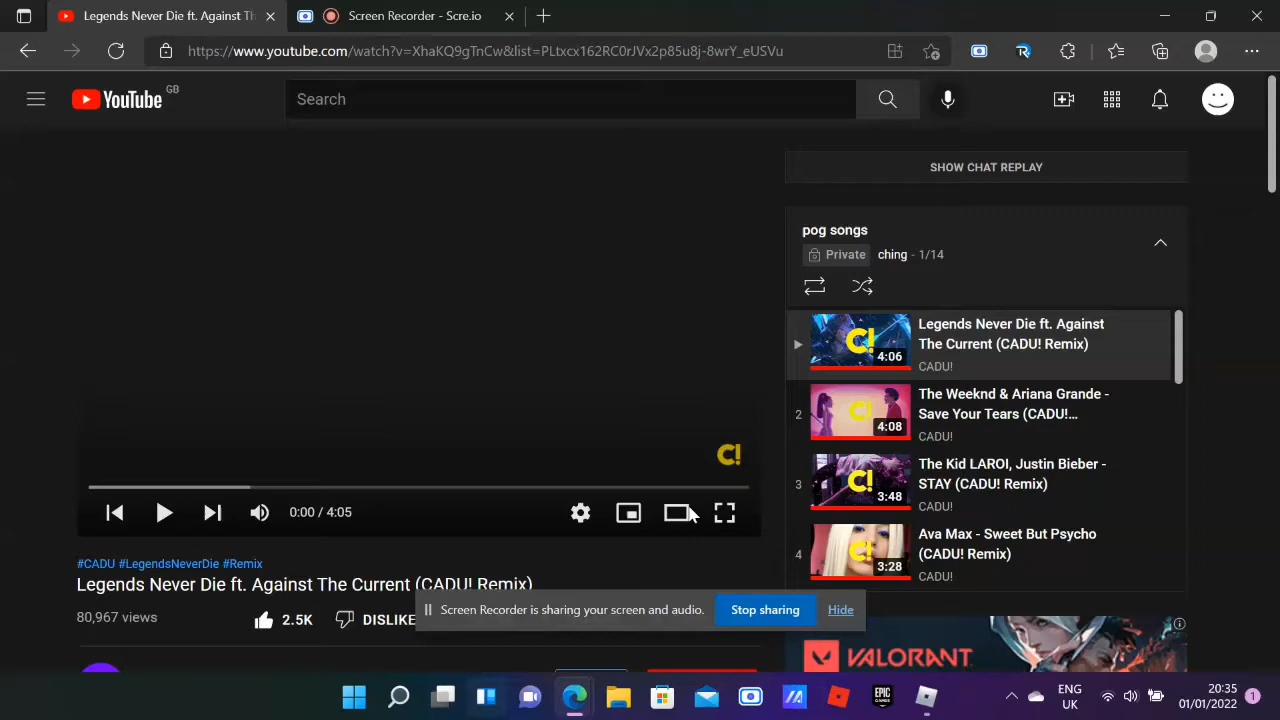 Legends Never Die ft. Against Th
Screen Recorder - Scre.io
https://www.youtube.com/watch?v=XhaKQ9gTnCw&list=PLtxcx162RC0rJVx2p85u8j-8wrY_eUSVu
YouTube GB
Search
SHOW CHAT REPLAY
pog songs
Private ching - 1/14
Legends Never Die ft. Against
The Current (CADU! Remix)
C!
4:06
CADU!
2
The Weeknd & Ariana Grande -
Save Your Tears (CADU!...
C!
4:08
CADU!
3
The Kid LAROI, Justin Bieber -
STAY (CADU! Remix)
C!
3:48
CADU!
4
Ava Max - Sweet But Psycho
(CADU! Remix)
C!
3:28
CADU!
C!
0:00 / 4:05
#CADU #LegendsNeverDie #Remix
Legends Never Die ft. Against The Current (CADU! Remix)
80,967 views
2.5K
DISLIKE
Screen Recorder is sharing your screen and audio.
Stop sharing
Hide
VALORANT
EPIC
GAMES
ENG
UK
20:35
01/01/2022
1